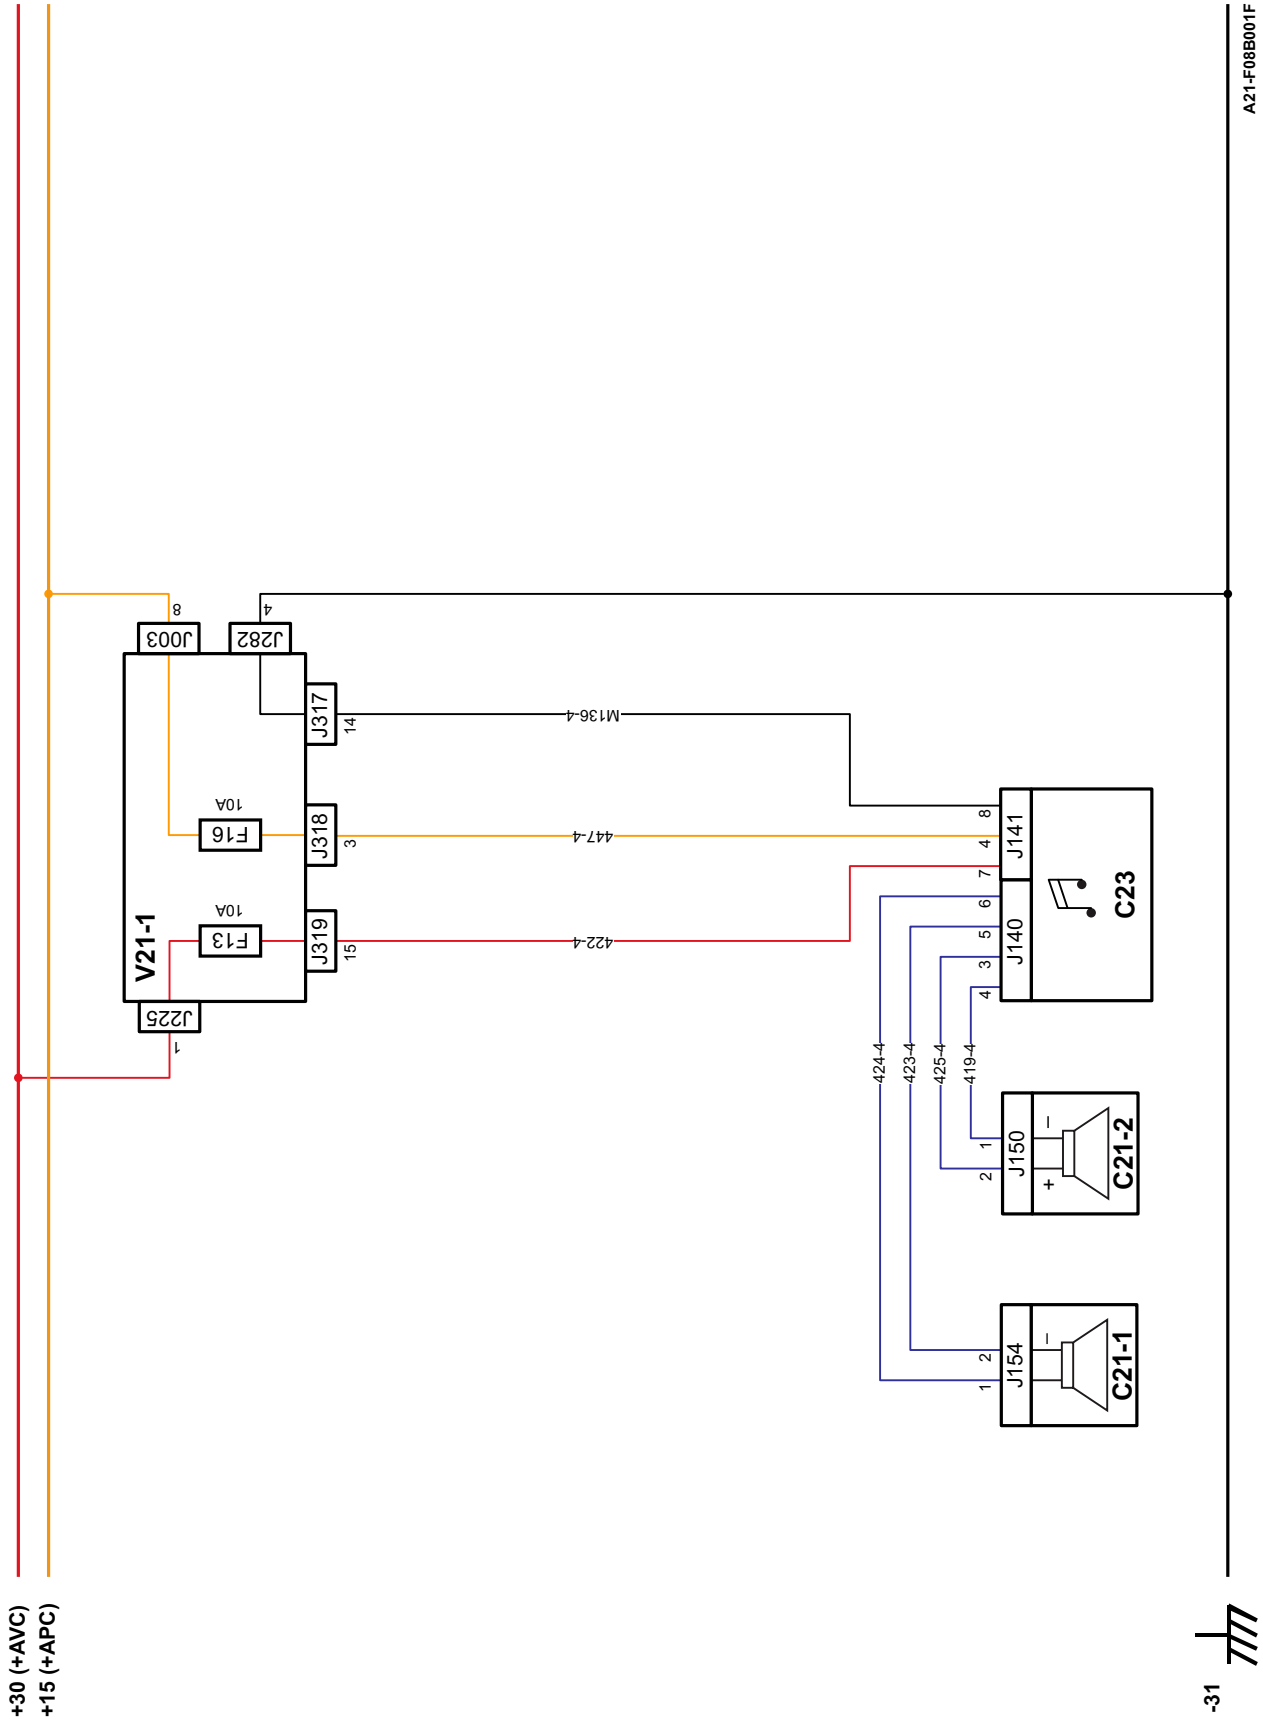 +30 (+AVC)
+15 (+APC)
V21-1
J225
1
F13
10A
F16
10A
J003
8
J282
4
J319
15
J318
3
J317
14
422-4
447-4
M136-4
424-4
423-4
425-4
419-4
J154
1
2
–
C21-1
J150
2
1
+
–
C21-2
J140
4
3
5
6
J141
7
4
8
C23
-31
A21-F08B001F